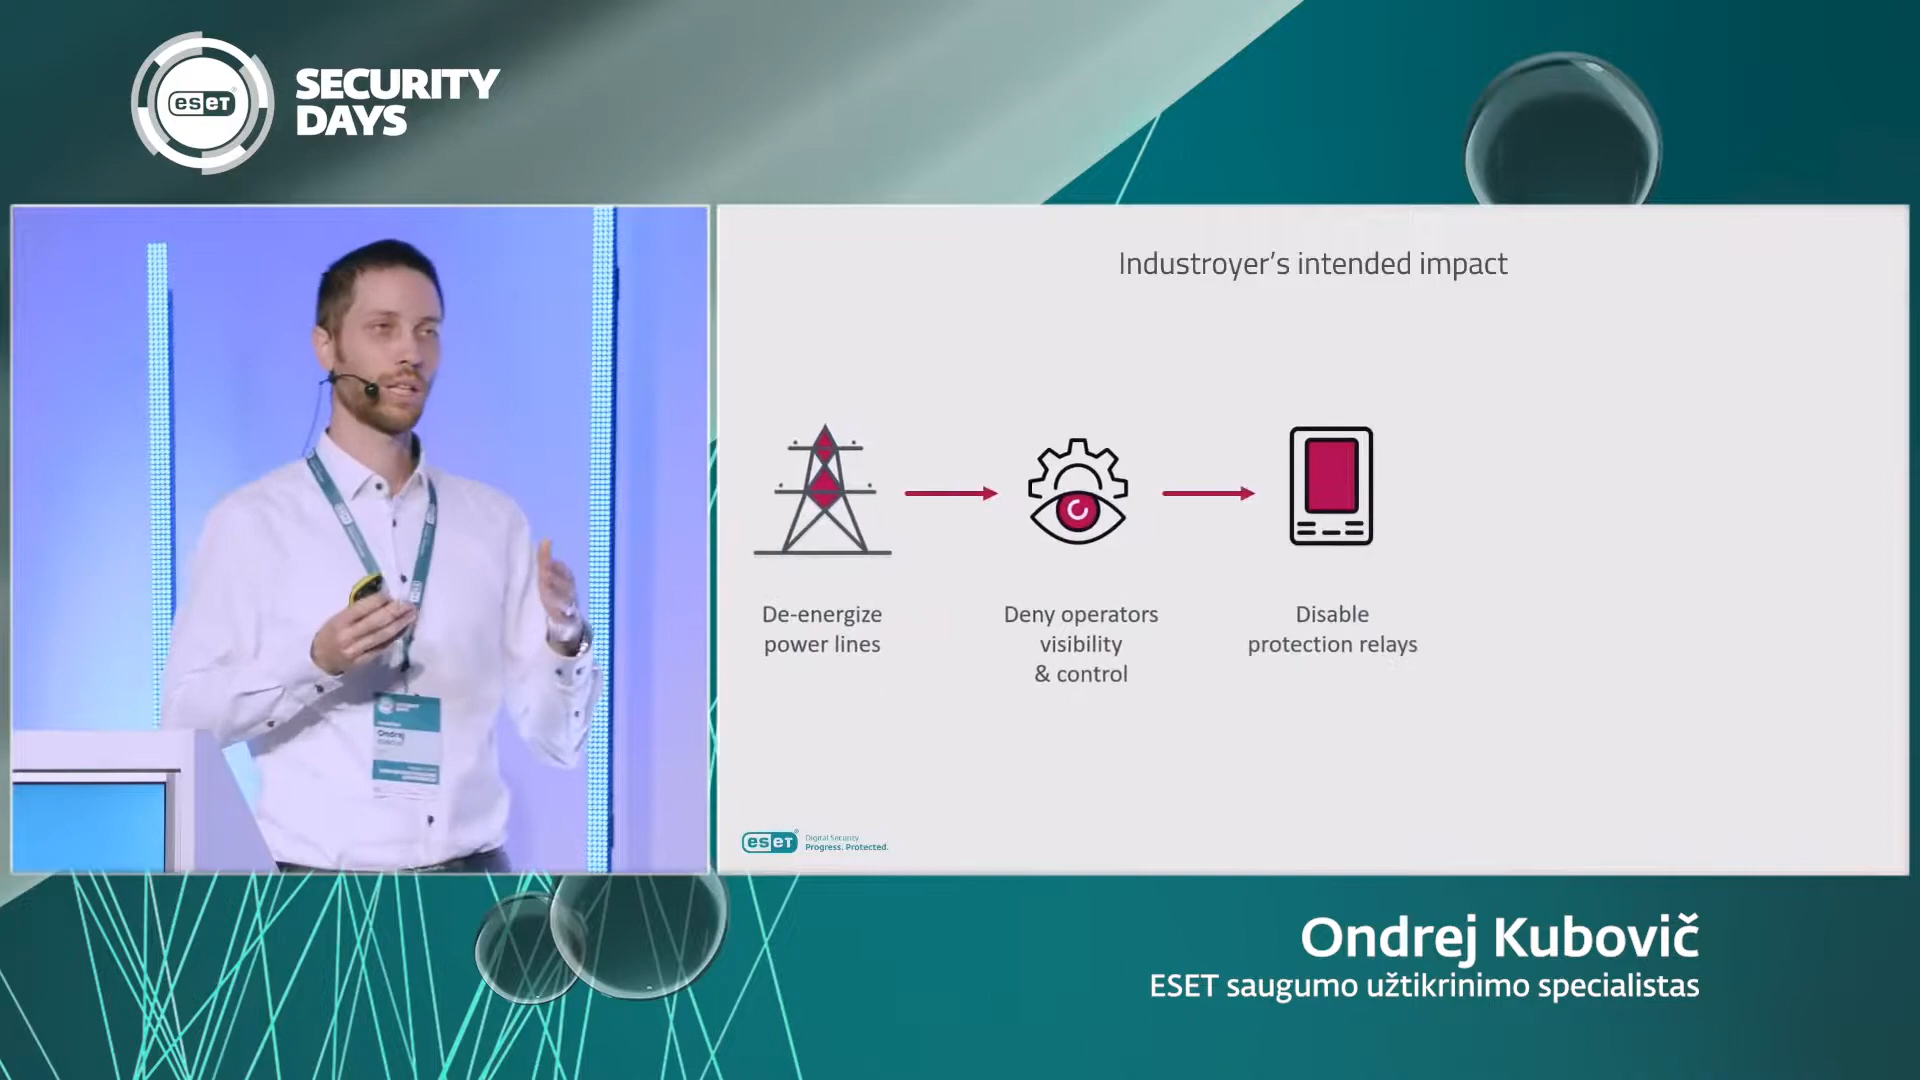 eset
SECURITY
DAYS
Industroyer's intended impact
De-energize
power lines
Deny operators
visibility
& control
Disable
protection relays
Ondrej
eset
Digital Security
Progress. Protected.
Ondrej Kubovič
ESET saugumo užtikrinimo specialistas